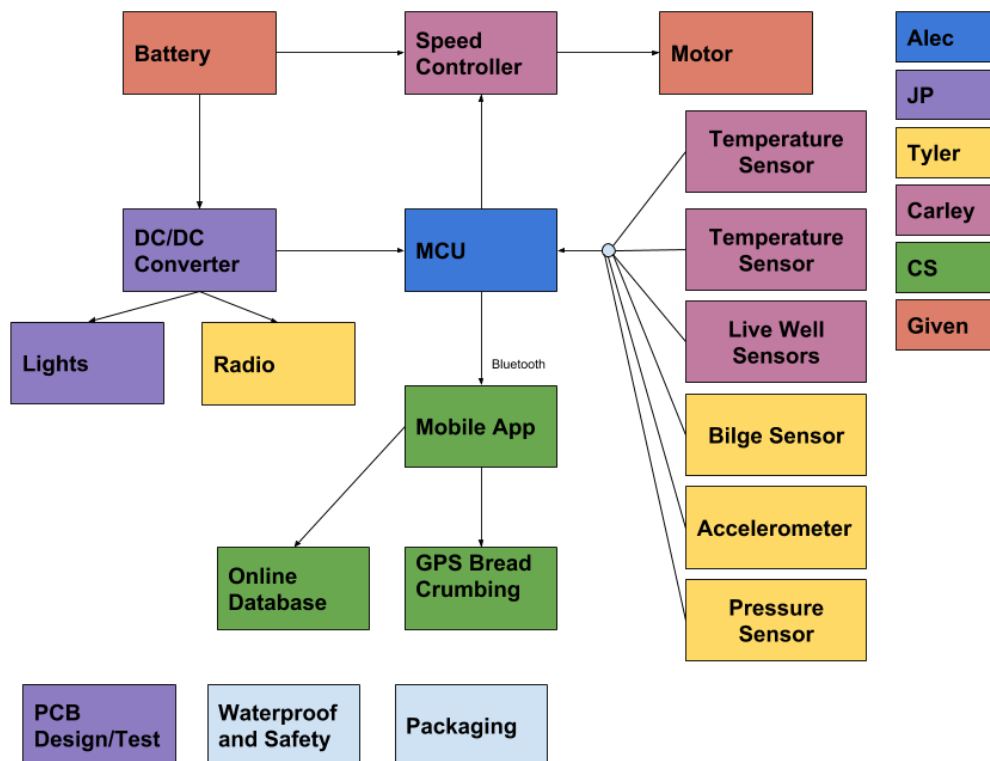 Battery
Speed
Controller
Motor
Alec
JP
Tyler
Carley
CS
Given
Temperature
Sensor
DC/DC
Converter
MCU
Temperature
Sensor
Lights
Radio
Live Well
Sensors
Bluetooth
Mobile App
Bilge Sensor
Accelerometer
Online
Database
GPS Bread
Crumbing
Pressure
Sensor
PCB
Design/Test
Waterproof
and Safety
Packaging